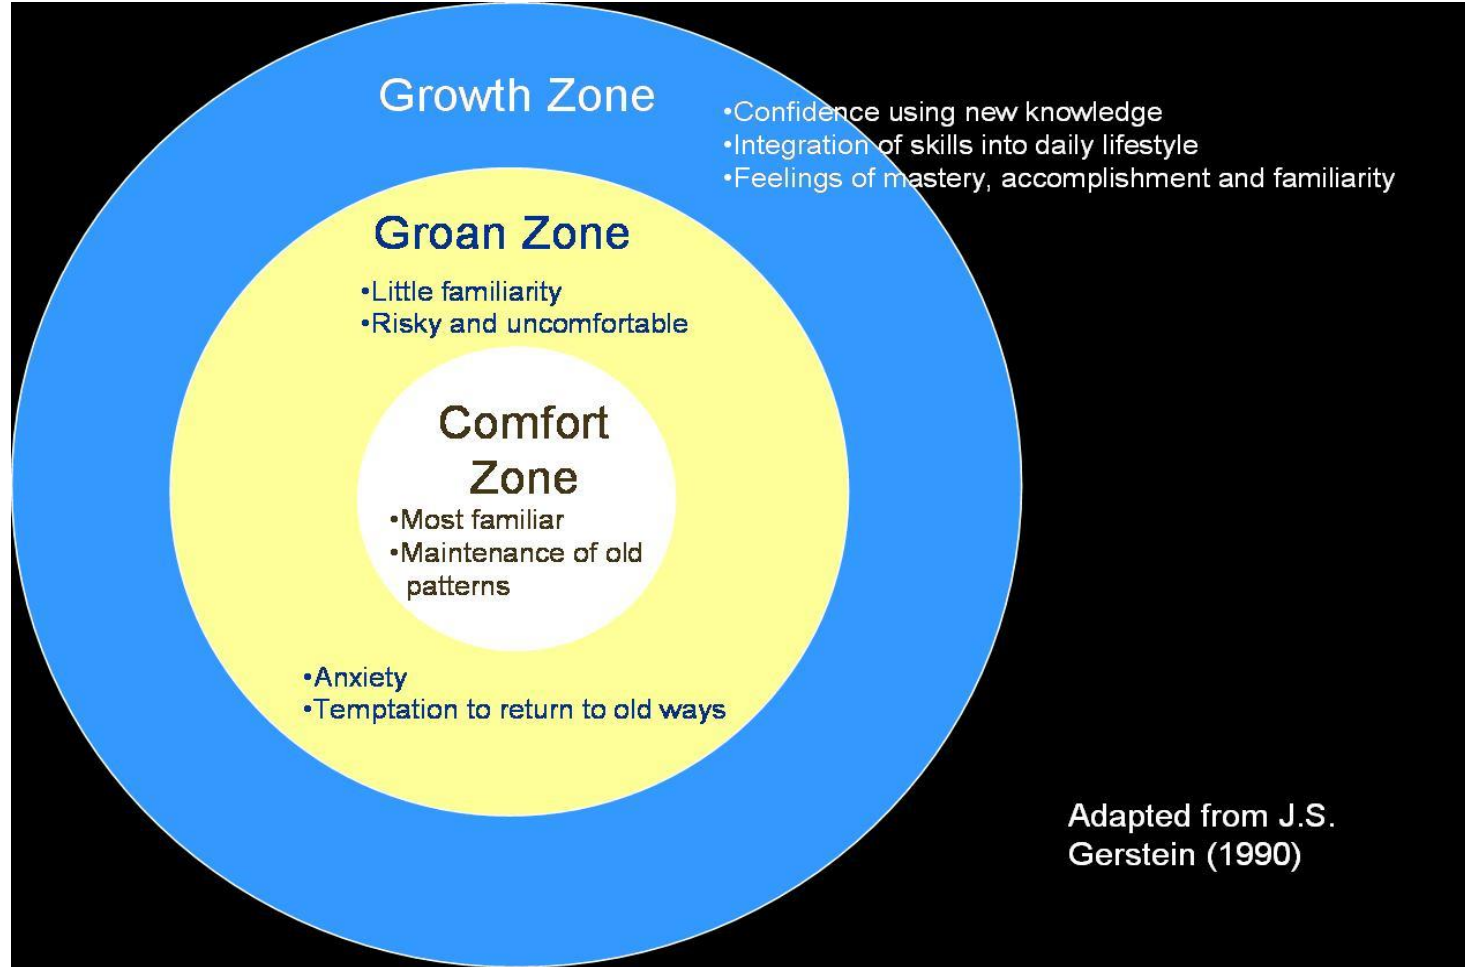 Growth Zone
•Confidence using new knowledge
•Integration of skills into daily lifestyle
•Feelings of mastery, accomplishment and familiarity
Groan Zone
•Little familiarity
•Risky and uncomfortable
Comfort
Zone
•Most familiar
•Maintenance of old
patterns
•Anxiety
•Temptation to return to old ways
Adapted from J.S.
Gerstein (1990)